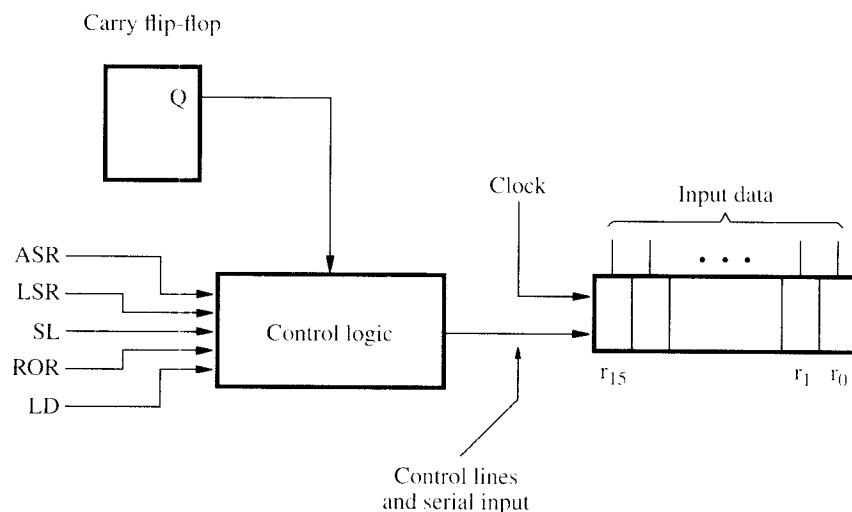 Carry flip-flop
Q
Clock
Input data
ASR
LSR
SL
ROR
LD
Control logic
. . .
r15
r1
r0
Control lines
and serial input